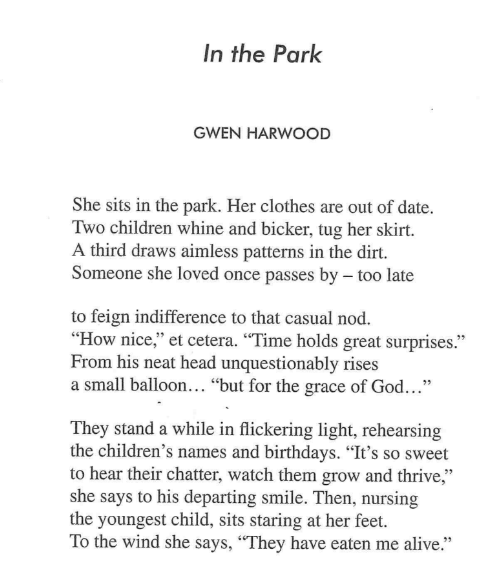 In the Park
GWEN HARWOOD
She sits in the park. Her clothes are out of date.
Two children whine and bicker, tug her skirt.
A third draws aimless patterns in the dirt.
Someone she loved once passes by – too late
to feign indifference to that casual nod.
“How nice,” et cetera. “Time holds great surprises.”
From his neat head unquestionably rises
a small balloon… “but for the grace of God…”
They stand a while in flickering light, rehearsing
the children’s names and birthdays. “It’s so sweet
to hear their chatter, watch them grow and thrive,”
she says to his departing smile. Then, nursing
the youngest child, sits staring at her feet.
To the wind she says, “They have eaten me alive.”